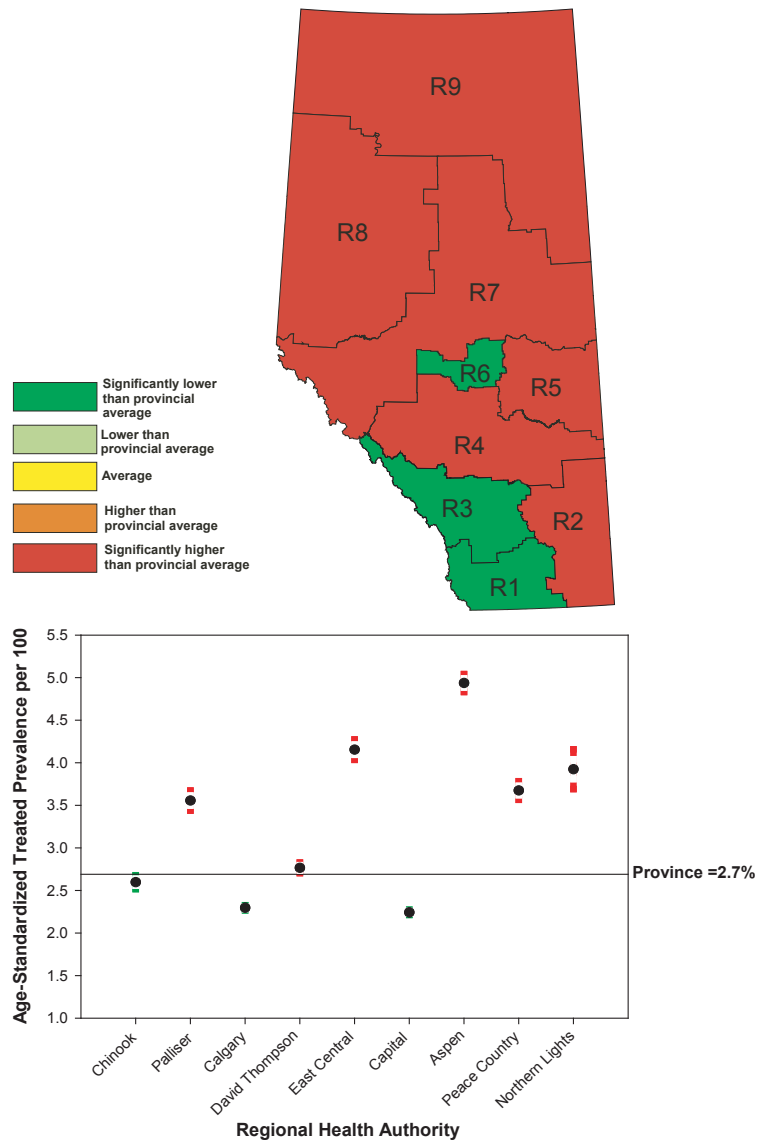 R9
R8
R7
R6
R5
R4
R3
R2
R1
Significantly lower
than provincial
average
Lower than
provincial average
Average
Higher than
provincial average
Significantly higher
than provincial average
Age-Standardized Treated Prevalence per 100
5.5
5.0
4.5
4.0
3.5
3.0
2.5
2.0
1.5
1.0
Province =2.7%
Chinook
Palliser
Calgary
David Thompson
East Central
Capital
Aspen
Peace Country
Northern Lights
Regional Health Authority